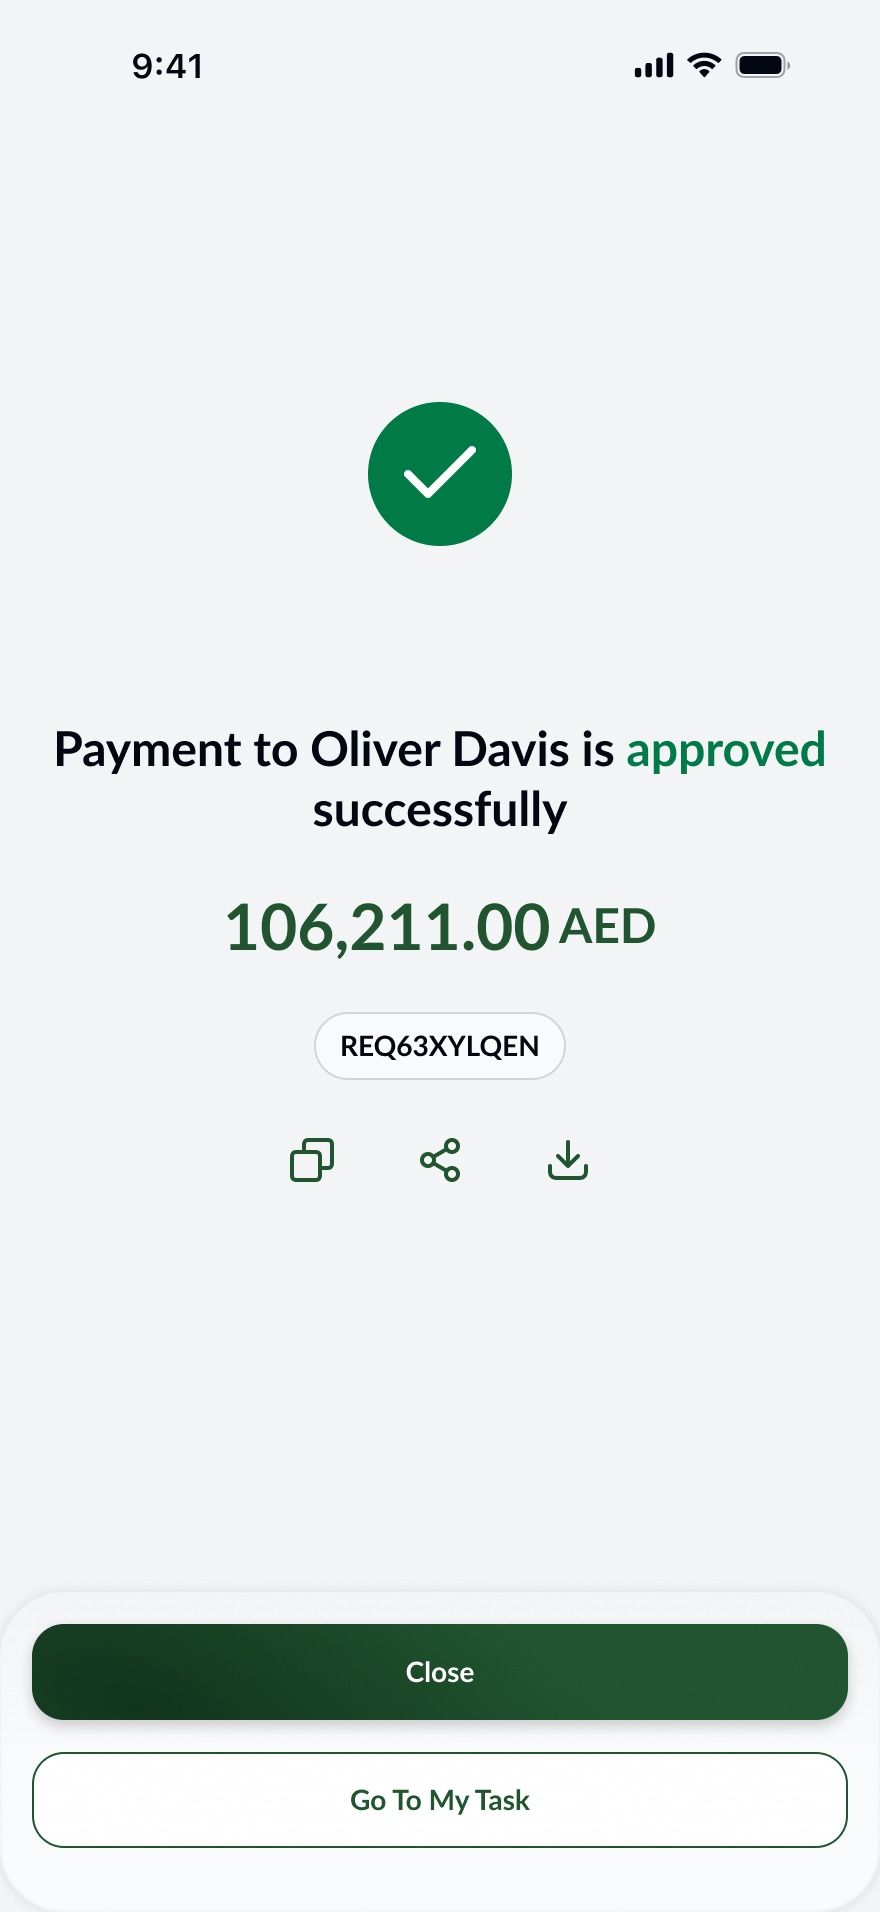 9:41
Payment to Oliver Davis is approved
successfully
106,211.00 AED
REQ63XYLQEN
Close
Go To My Task